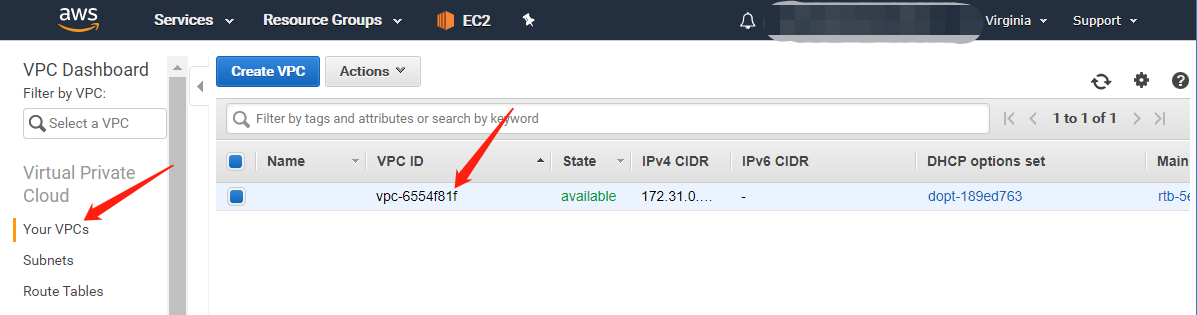 aws Services Resource Groups EC2 Virginia Support
VPC Dashboard
Filter by VPC:
Select a VPC
Virtual Private
Cloud
Your VPCs
Subnets
Route Tables
Create VPC Actions
Filter by tags and attributes or search by keyword
1 to 1 of 1
Name VPC ID State IPv4 CIDR IPv6 CIDR DHCP options set Main
vpc-6554f81f available 172.31.0.… - dopt-189ed763 rtb-5e